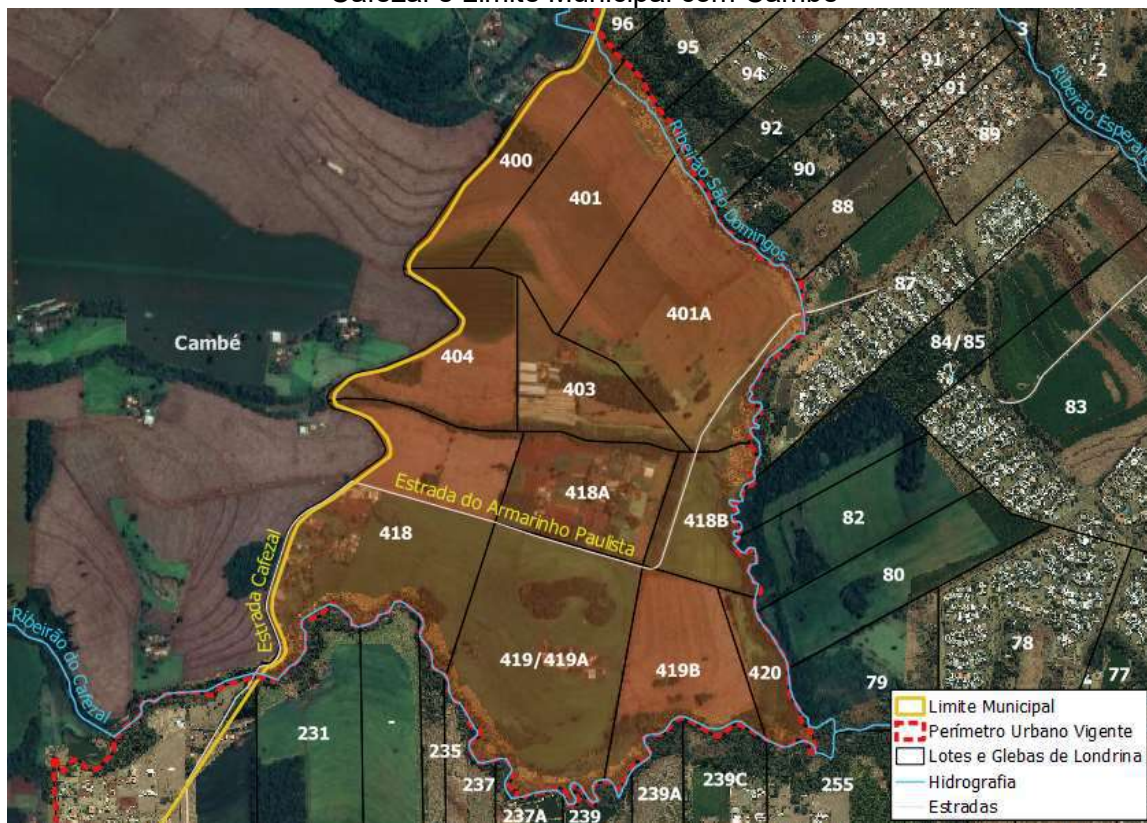 Cafezal e Limite Municipal com Cambé
96
95
94
93
91
91
3
2
89
92
90
88
Ribeirão Esperan
Ribeirão São Domingos
400
401
401A
87
84/85
83
Cambé
404
403
418A
418B
82
80
Estrada do Armarinho Paulista
418
Estrada Cafezal
Ribeirão do Cafezal
419/419A
419B
420
79
78
77
231
235
237
237A
239
239A
239C
255
Limite Municipal
Perímetro Urbano Vigente
Lotes e Glebas de Londrina
Hidrografia
Estradas